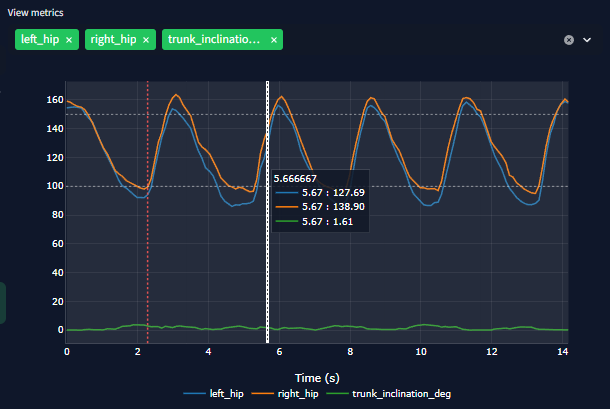 View metrics
left_hip × right_hip × trunk_inclinatio... ×
160
140
120
100
80
60
40
20
0
5.666667
5.67 : 127.69
5.67 : 138.90
5.67 : 1.61
0 2 4 6 8 10 12 14
Time (s)
left_hip right_hip trunk_inclination_deg